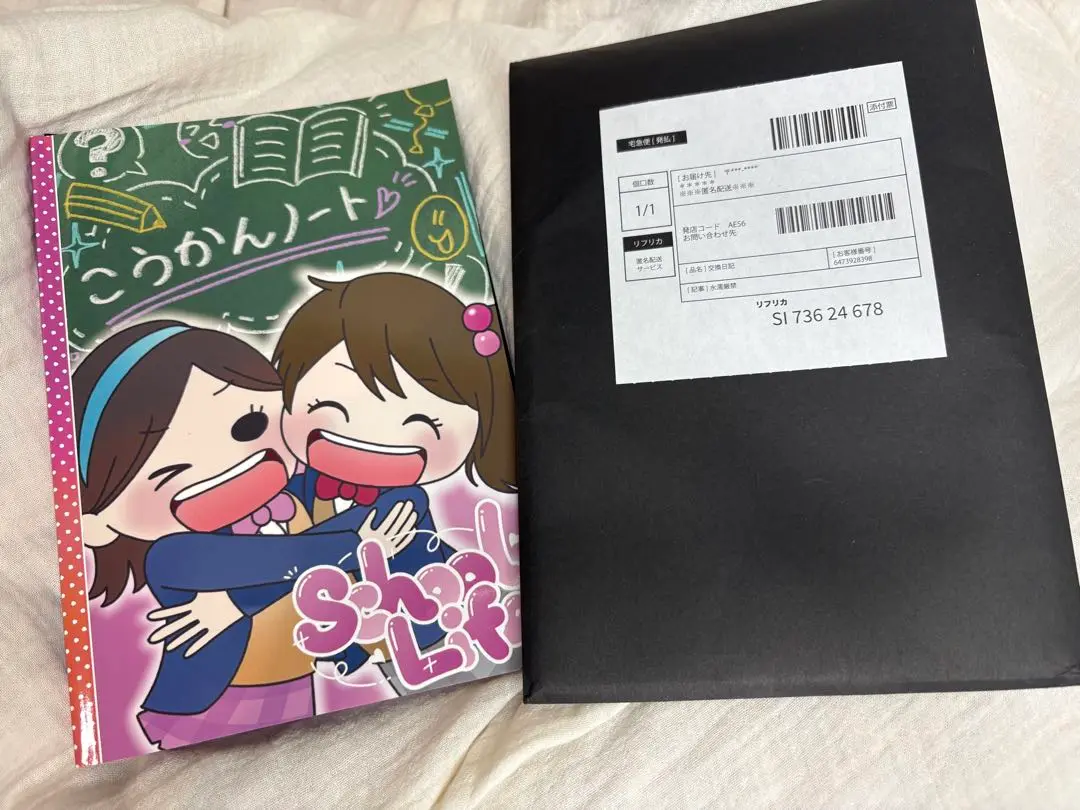 ?
こうかんノート
School
Life
添付票
宅急便 [ 発払 ]
個口数
1/1
リフリカ
匿名配送
サービス
[ お届け先 ] 〒***-****
*****
※※※匿名配送※※※
発店コード AE56
お問い合わせ先:
[ 品名 ] 交換日記
[ お客様番号 ]
6473928398
[ 記事 ] 水濡厳禁
リフリカ
SI 736 24 678